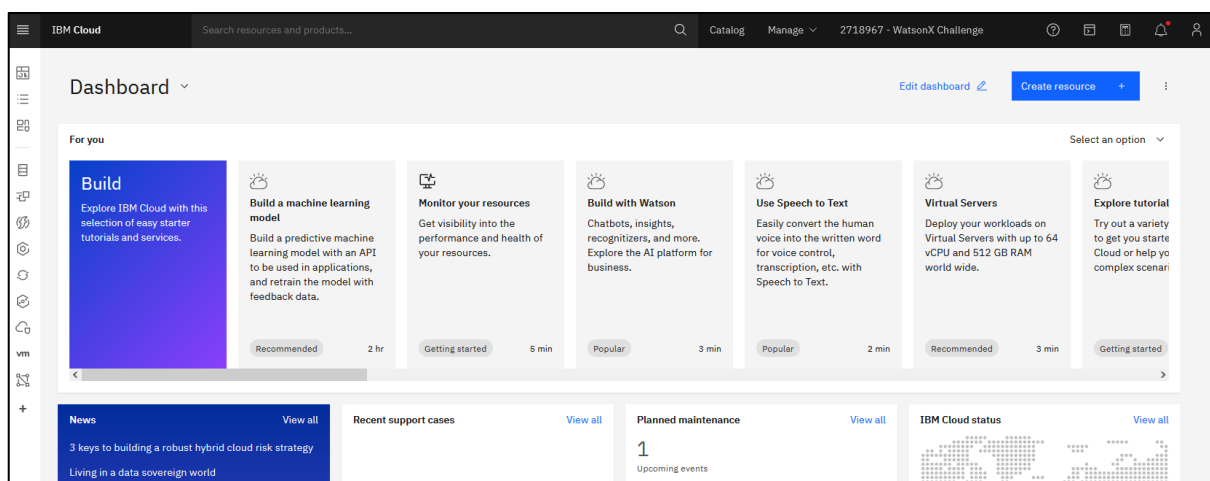 IBM Cloud
Search resources and products...
Catalog
Manage
2718967 - WatsonX Challenge
Dashboard
Edit dashboard
Create resource +
For you
Select an option
Build
Explore IBM Cloud with this
selection of easy starter
tutorials and services.
Build a machine learning
model
Build a predictive machine
learning model with an API
to be used in applications,
and retrain the model with
feedback data.
Recommended
2 hr
Monitor your resources
Get visibility into the
performance and health of
your resources.
Getting started
5 min
Build with Watson
Chatbots, insights,
recognizers, and more.
Explore the AI platform for
business.
Popular
3 min
Use Speech to Text
Easily convert the human
voice into the written word
for voice control,
transcription, etc. with
Speech to Text.
Popular
2 min
Virtual Servers
Deploy your workloads on
Virtual Servers with up to 64
vCPU and 512 GB RAM
world wide.
Recommended
3 min
Explore tutorial
Try out a variety
to get you starte
Cloud or help yo
complex scenari
Getting started
vm
News
View all
3 keys to building a robust hybrid cloud risk strategy
Living in a data sovereign world
Recent support cases
View all
Planned maintenance
View all
1
Upcoming events
IBM Cloud status
View all